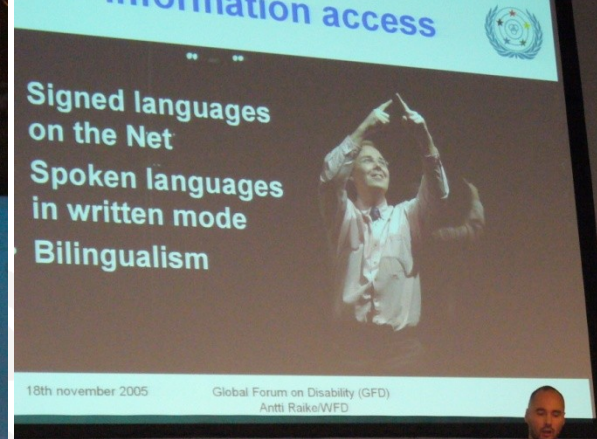 information access
Signed languages
on the Net
Spoken languages
in written mode
• Bilingualism
18th november 2005
Global Forum on Disability (GFD)
Antti Raike/WFD